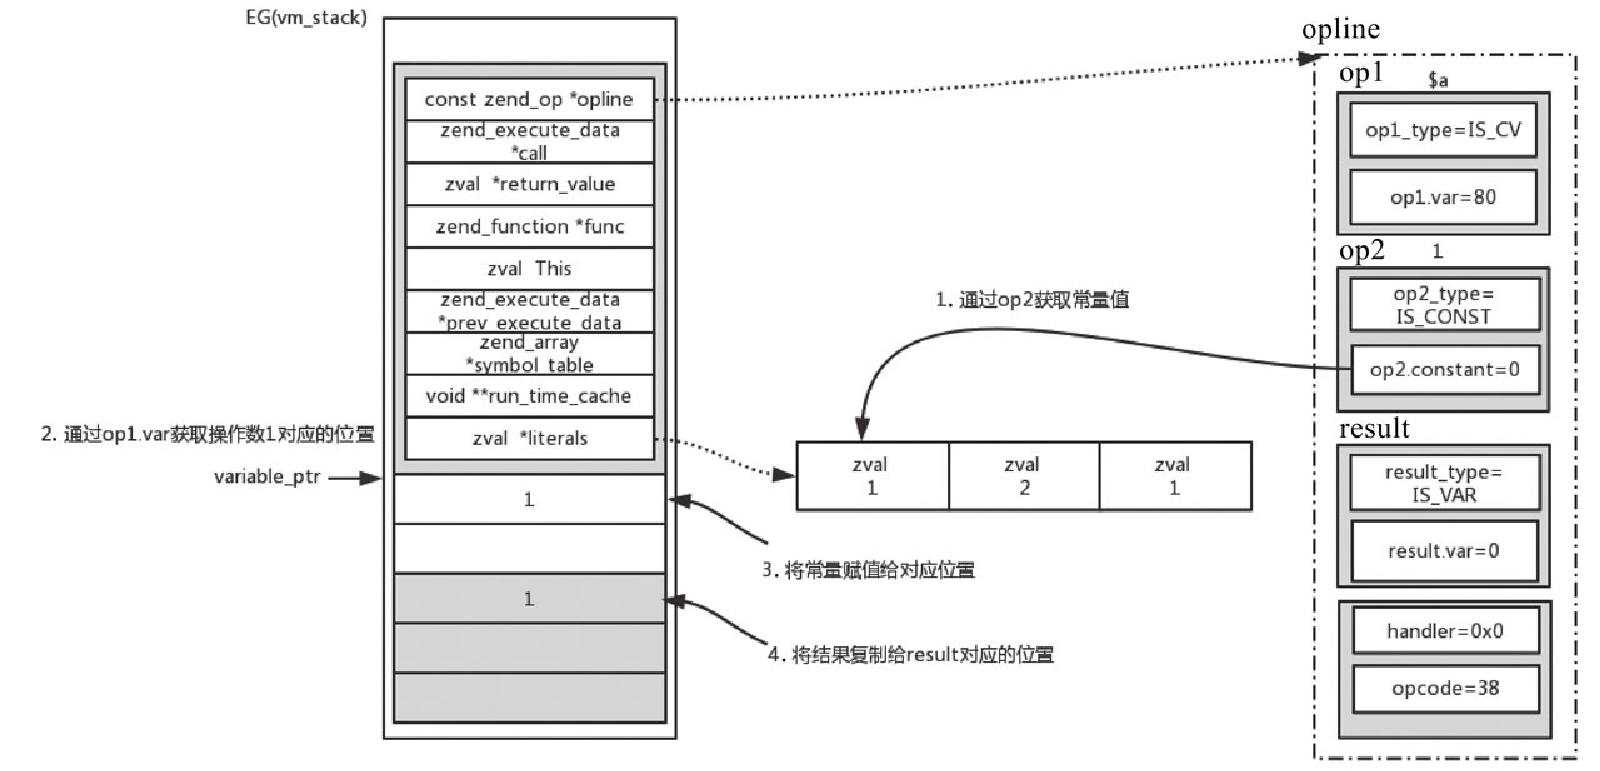 EG(vm_stack)
const zend_op *opline
zend_execute_data
*call
zval *return_value
zend_function *func
zval This
zend_execute_data
*prev_execute_data
zend_array
*symbol_table
void **run_time_cache
zval *literals
2. 通过op1.var获取操作数1对应的位置
variable_ptr
1
1
1. 通过op2获取常量值
zval
1
zval
2
zval
1
3. 将常量赋值给对应位置
4. 将结果复制给result对应的位置
opline
op1
$a
op1_type=IS_CV
op1.var=80
op2
1
op2_type=
IS_CONST
op2.constant=0
result
result_type=
IS_VAR
result.var=0
handler=0x0
opcode=38